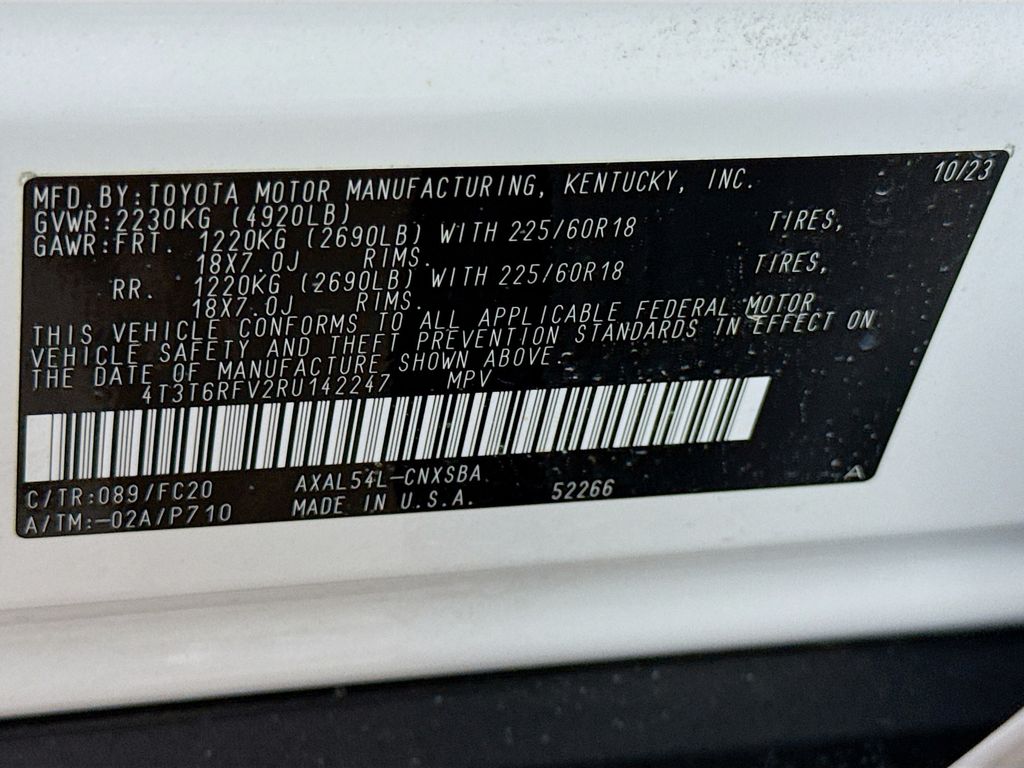 MFD.BY:TOYOTA MOTOR MANUFACTURING, KENTUCKY, INC. 10/23
GVWR:2230KG (4920LB)
GAWR:FRT. 1220KG (2690LB) WITH 225/60R18 TIRES,
18X7.0J RIMS.
RR. 1220KG (2690LB) WITH 225/60R18 TIRES,
18X7.0J RIMS.
THIS VEHICLE CONFORMS TO ALL APPLICABLE FEDERAL MOTOR
VEHICLE SAFETY AND THEFT PREVENTION STANDARDS IN EFFECT ON
THE DATE OF MANUFACTURE SHOWN ABOVE.
4T3T6RFV2RU142247 MPV
C/TR:089/FC20 AXAL54L-CNXSBA
A/TM:-02A/P710 MADE IN U.S.A. 52266 A